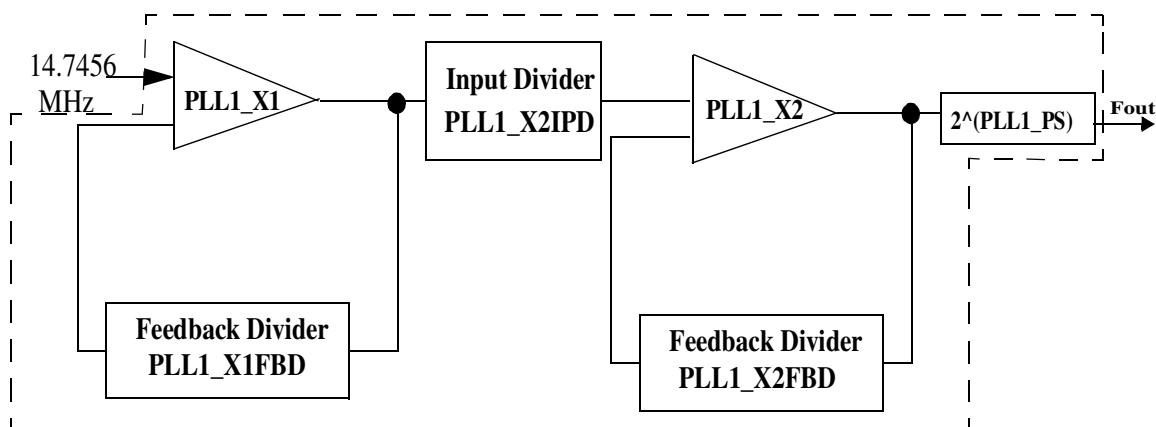 14.7456
MHz
PLL1_X1
Input Divider
PLL1_X2IPD
PLL1_X2
2^(PLL1_PS)
Fout
Feedback Divider
PLL1_X1FBD
Feedback Divider
PLL1_X2FBD